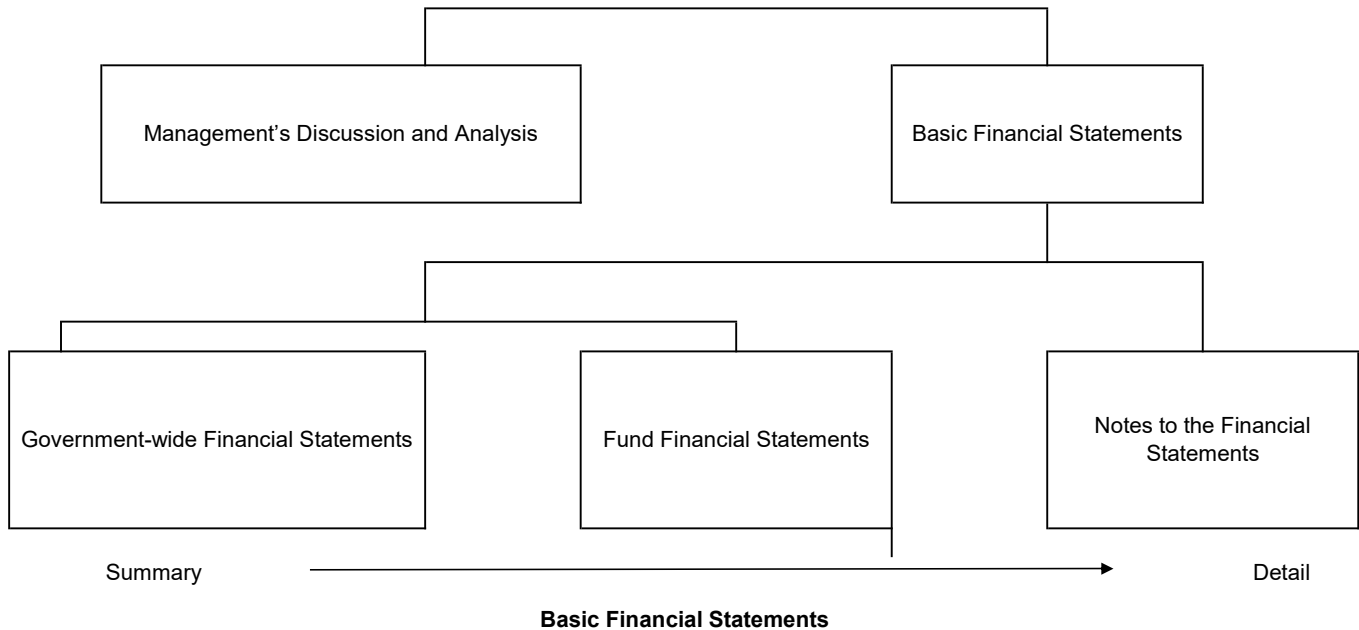 Management’s Discussion and Analysis
Basic Financial Statements
Government-wide Financial Statements
Fund Financial Statements
Notes to the Financial
Statements
Summary
Detail
Basic Financial Statements